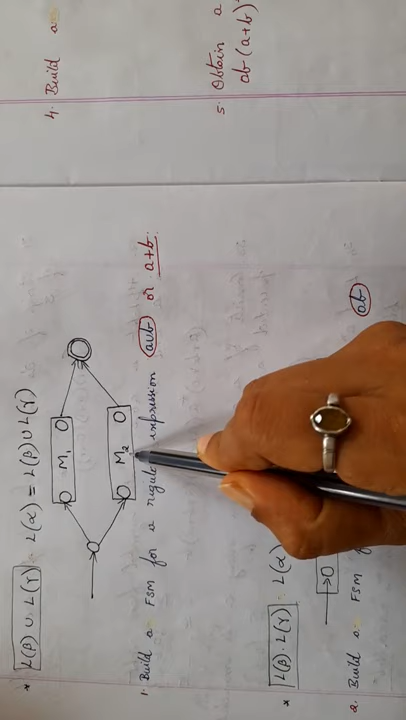 * L(β) ∪ L(γ) L(α) = L(β) ∪ L(γ)
M₁
M₂
1. Build a FSM for a regular expression a∪b or a+b.
* L(β) . L(γ) = L(α)
2. Build a FSM ab
4. Build a
5. Obtain a
ab(a+b)